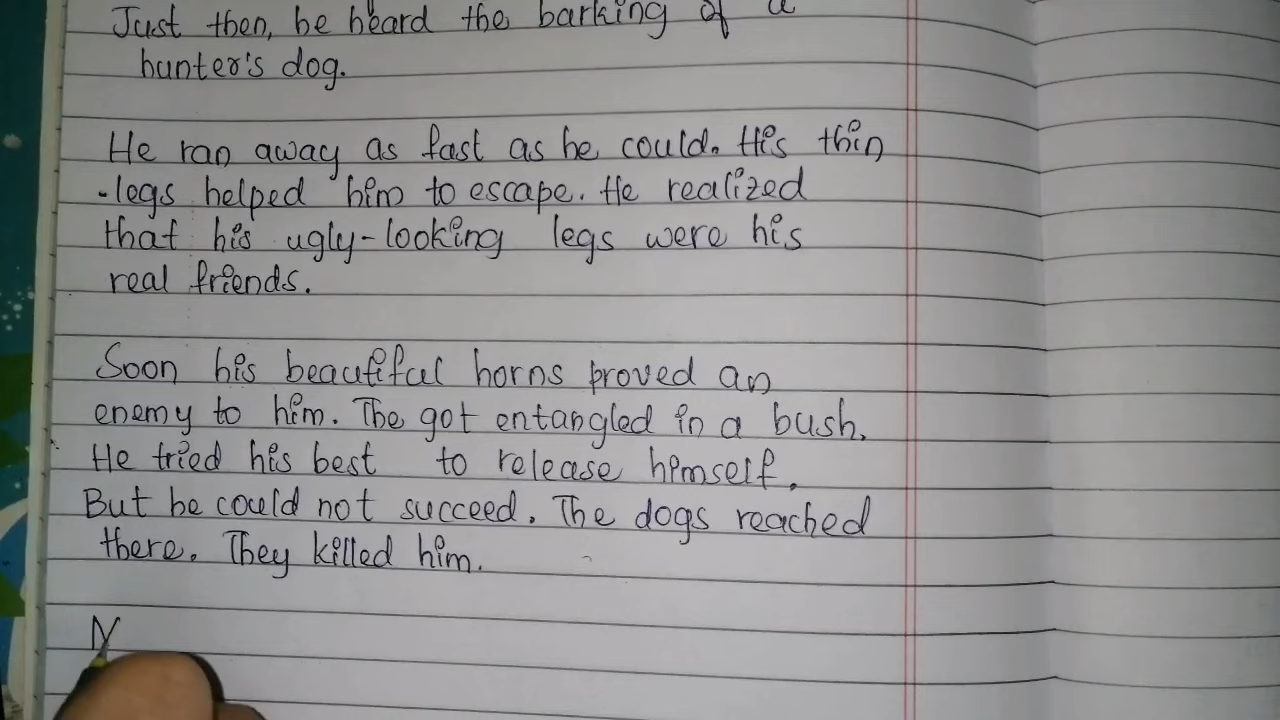 Just then, he heard the barking of a
hunter's dog.
He ran away as fast as he could. His thin
-legs helped him to escape. He realized
that his ugly-looking legs were his
real friends.
Soon his beautiful horns proved an
enemy to him. The got entangled in a bush.
He tried his best to release himself.
But he could not succeed. The dogs reached
there. They killed him.